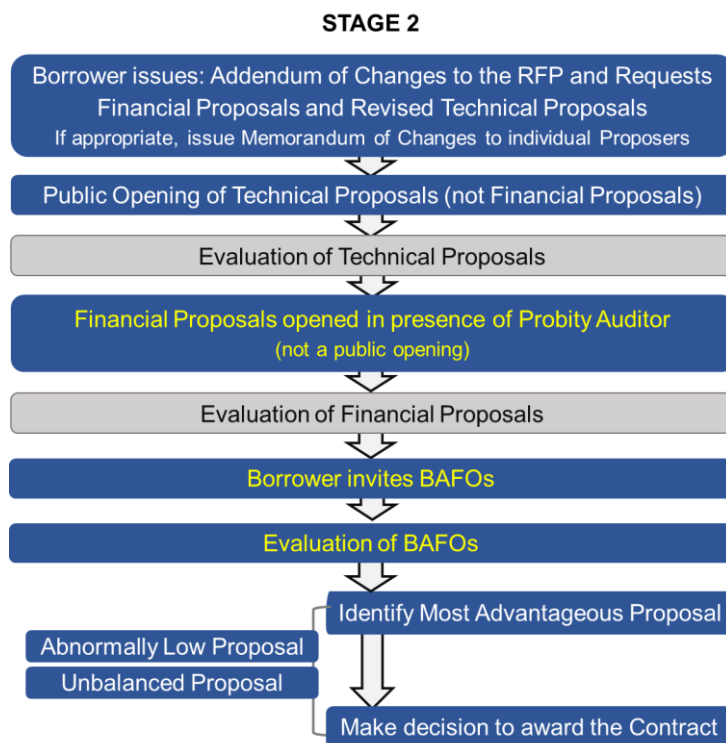 STAGE 2
Borrower issues: Addendum of Changes to the RFP and Requests
Financial Proposals and Revised Technical Proposals
If appropriate, issue Memorandum of Changes to individual Proposers
Public Opening of Technical Proposals (not Financial Proposals)
Evaluation of Technical Proposals
Financial Proposals opened in presence of Probity Auditor
(not a public opening)
Evaluation of Financial Proposals
Borrower invites BAFOs
Evaluation of BAFOs
Identify Most Advantageous Proposal
Abnormally Low Proposal
Unbalanced Proposal
Make decision to award the Contract